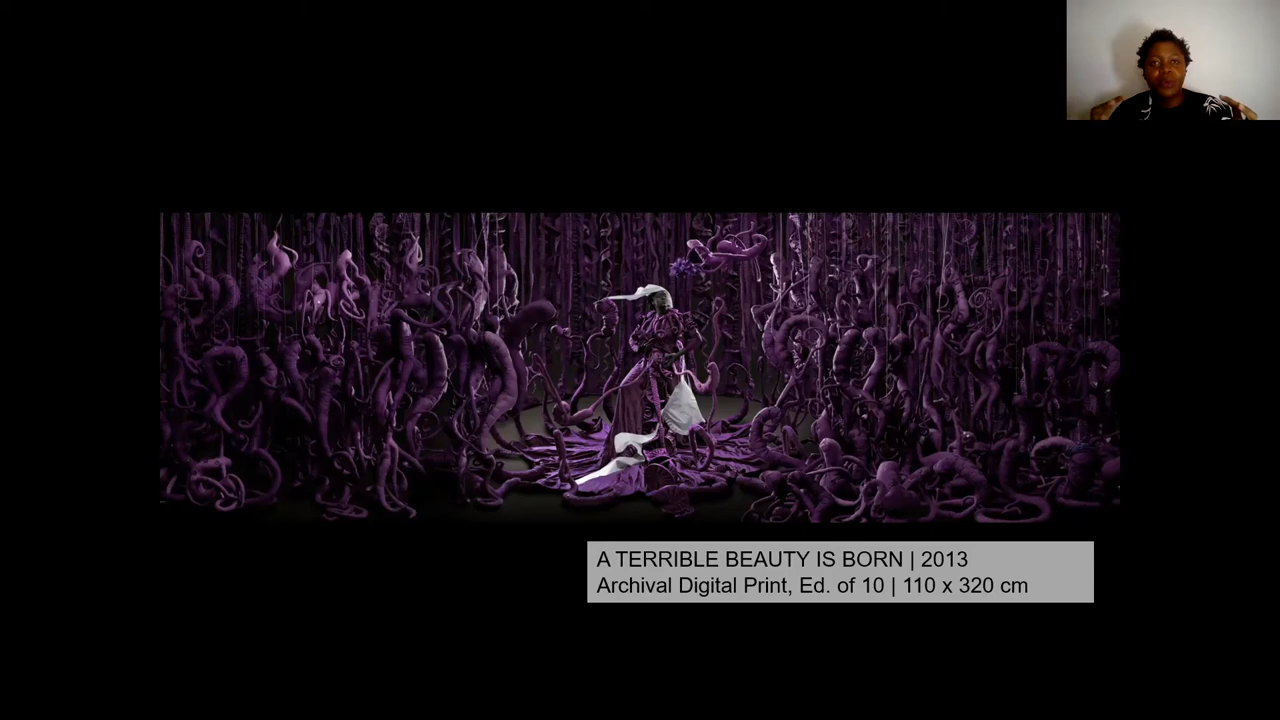 A TERRIBLE BEAUTY IS BORN | 2013
Archival Digital Print, Ed. of 10 | 110 x 320 cm